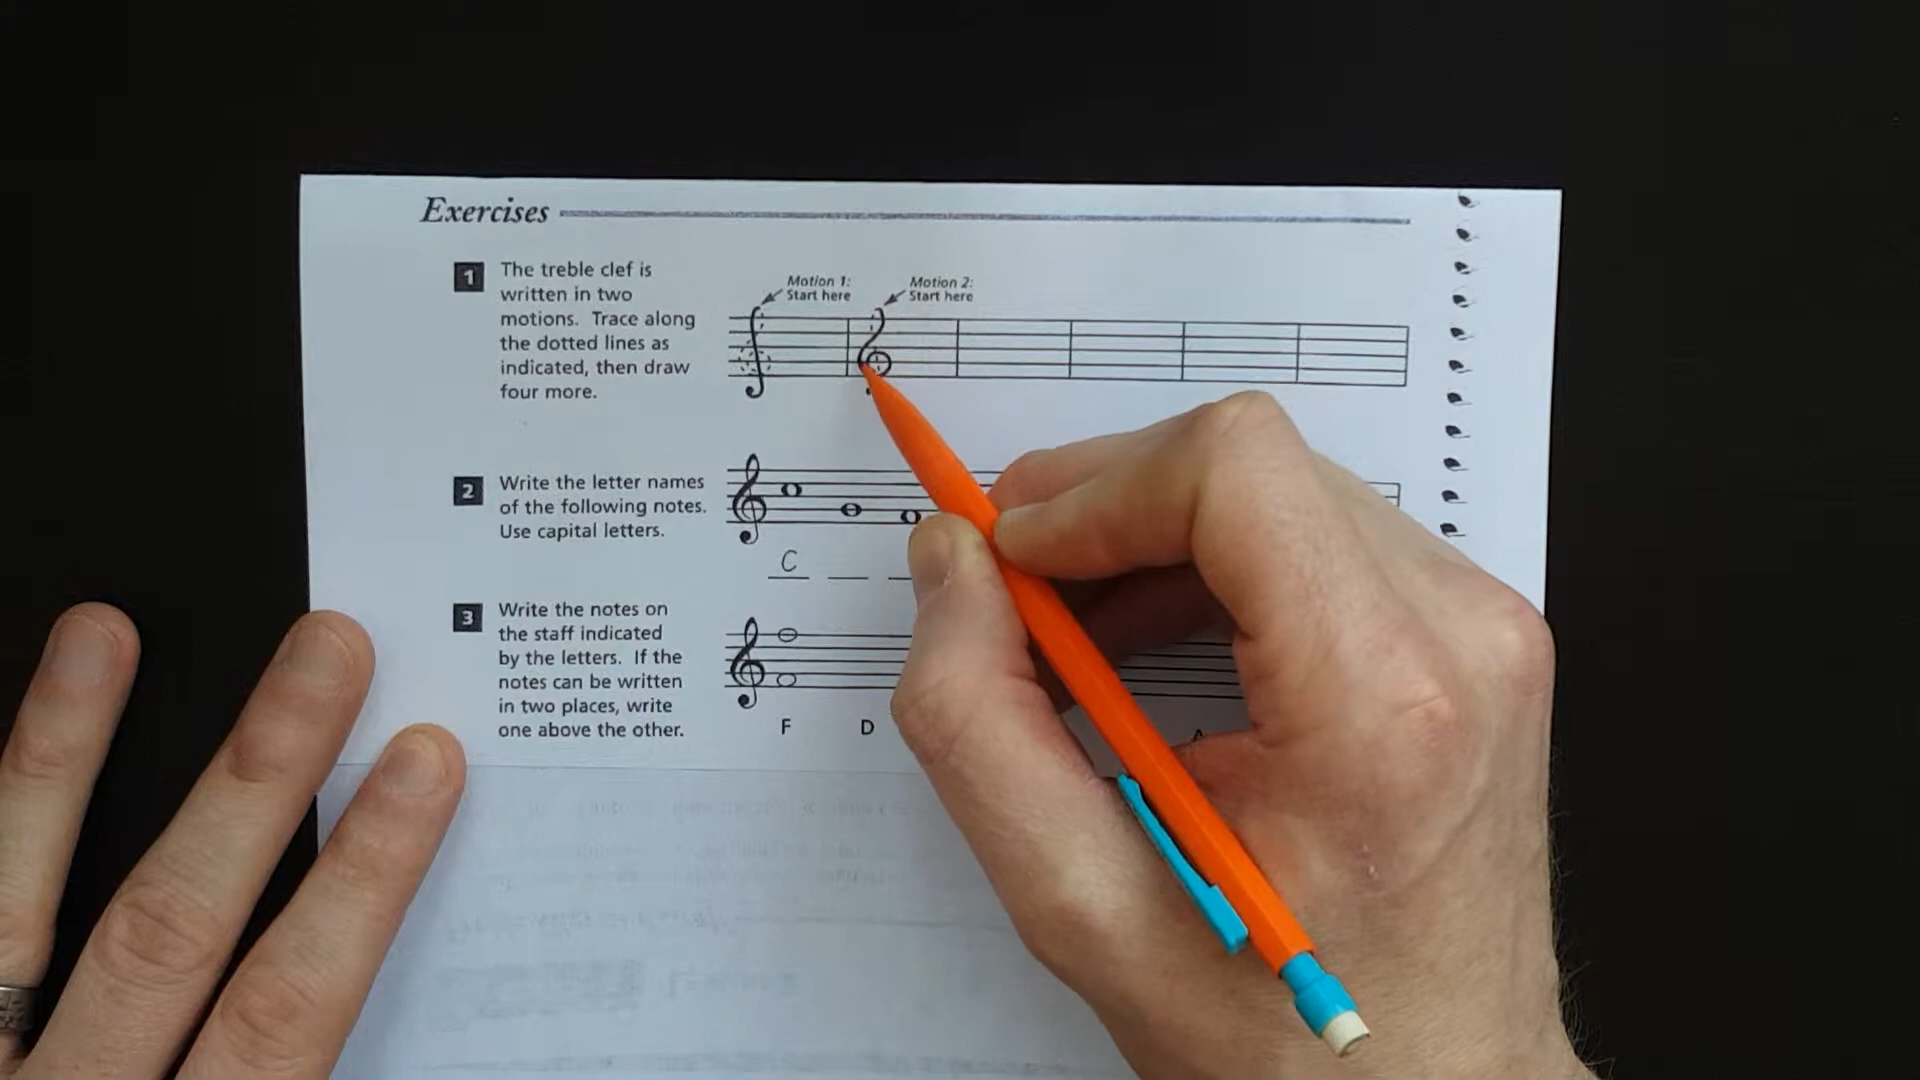 Exercises
1
The treble clef is
written in two
motions. Trace along
the dotted lines as
indicated, then draw
four more.
Motion 1:
Start here
Motion 2:
Start here
2
Write the letter names
of the following notes.
Use capital letters.
C
3
Write the notes on
the staff indicated
by the letters. If the
notes can be written
in two places, write
one above the other.
F D